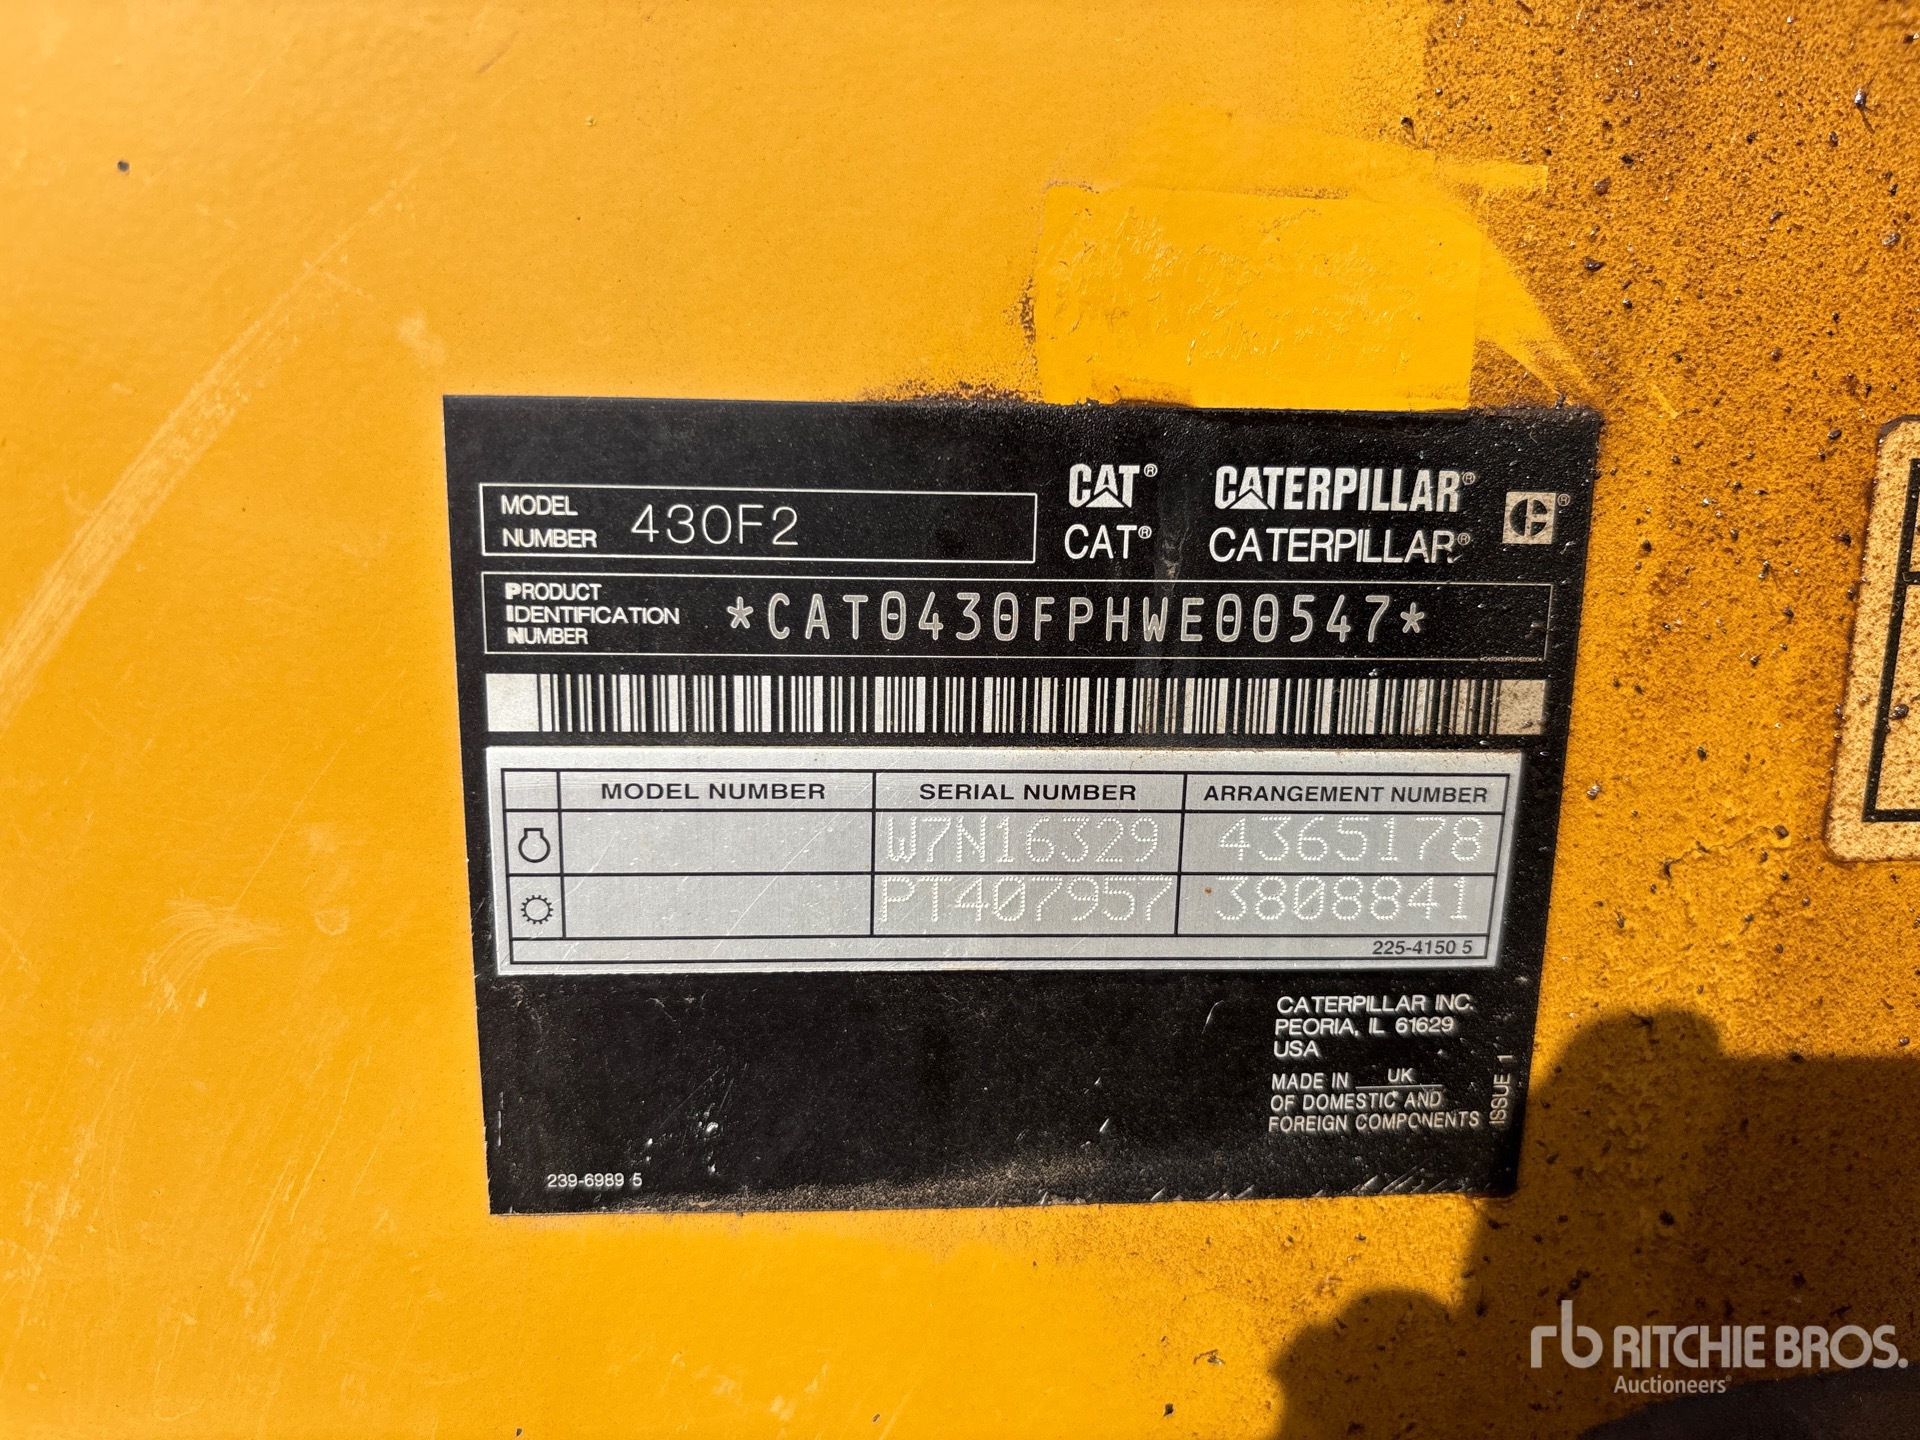 CAT® CATERPILLAR®
MODEL NUMBER 430F2
CAT® CATERPILLAR®
PRODUCT IDENTIFICATION NUMBER *CAT0430FPHWE00547*
*CAT0430FPHWE00547*
MODEL NUMBER SERIAL NUMBER ARRANGEMENT NUMBER
W7N16329 4365178
PT407957 3808841
225-4150 5
CATERPILLAR INC.
PEORIA, IL 61629
USA
MADE IN UK
OF DOMESTIC AND
FOREIGN COMPONENTS
ISSUE 1
239-6989 5
rb RITCHIE BROS.
Auctioneers